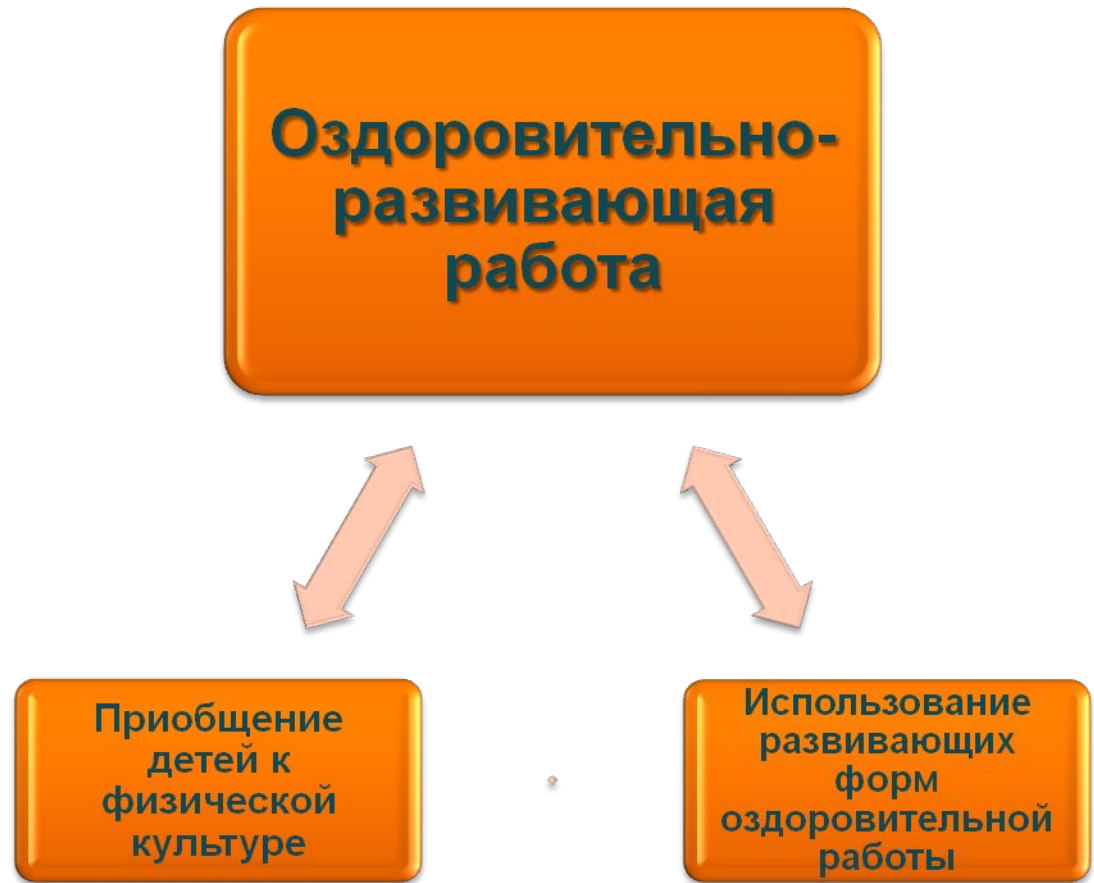 Оздоровительно-
развивающая
работа
Приобщение
детей к
физической
культуре
Использование
развивающих
форм
оздоровительной
работы